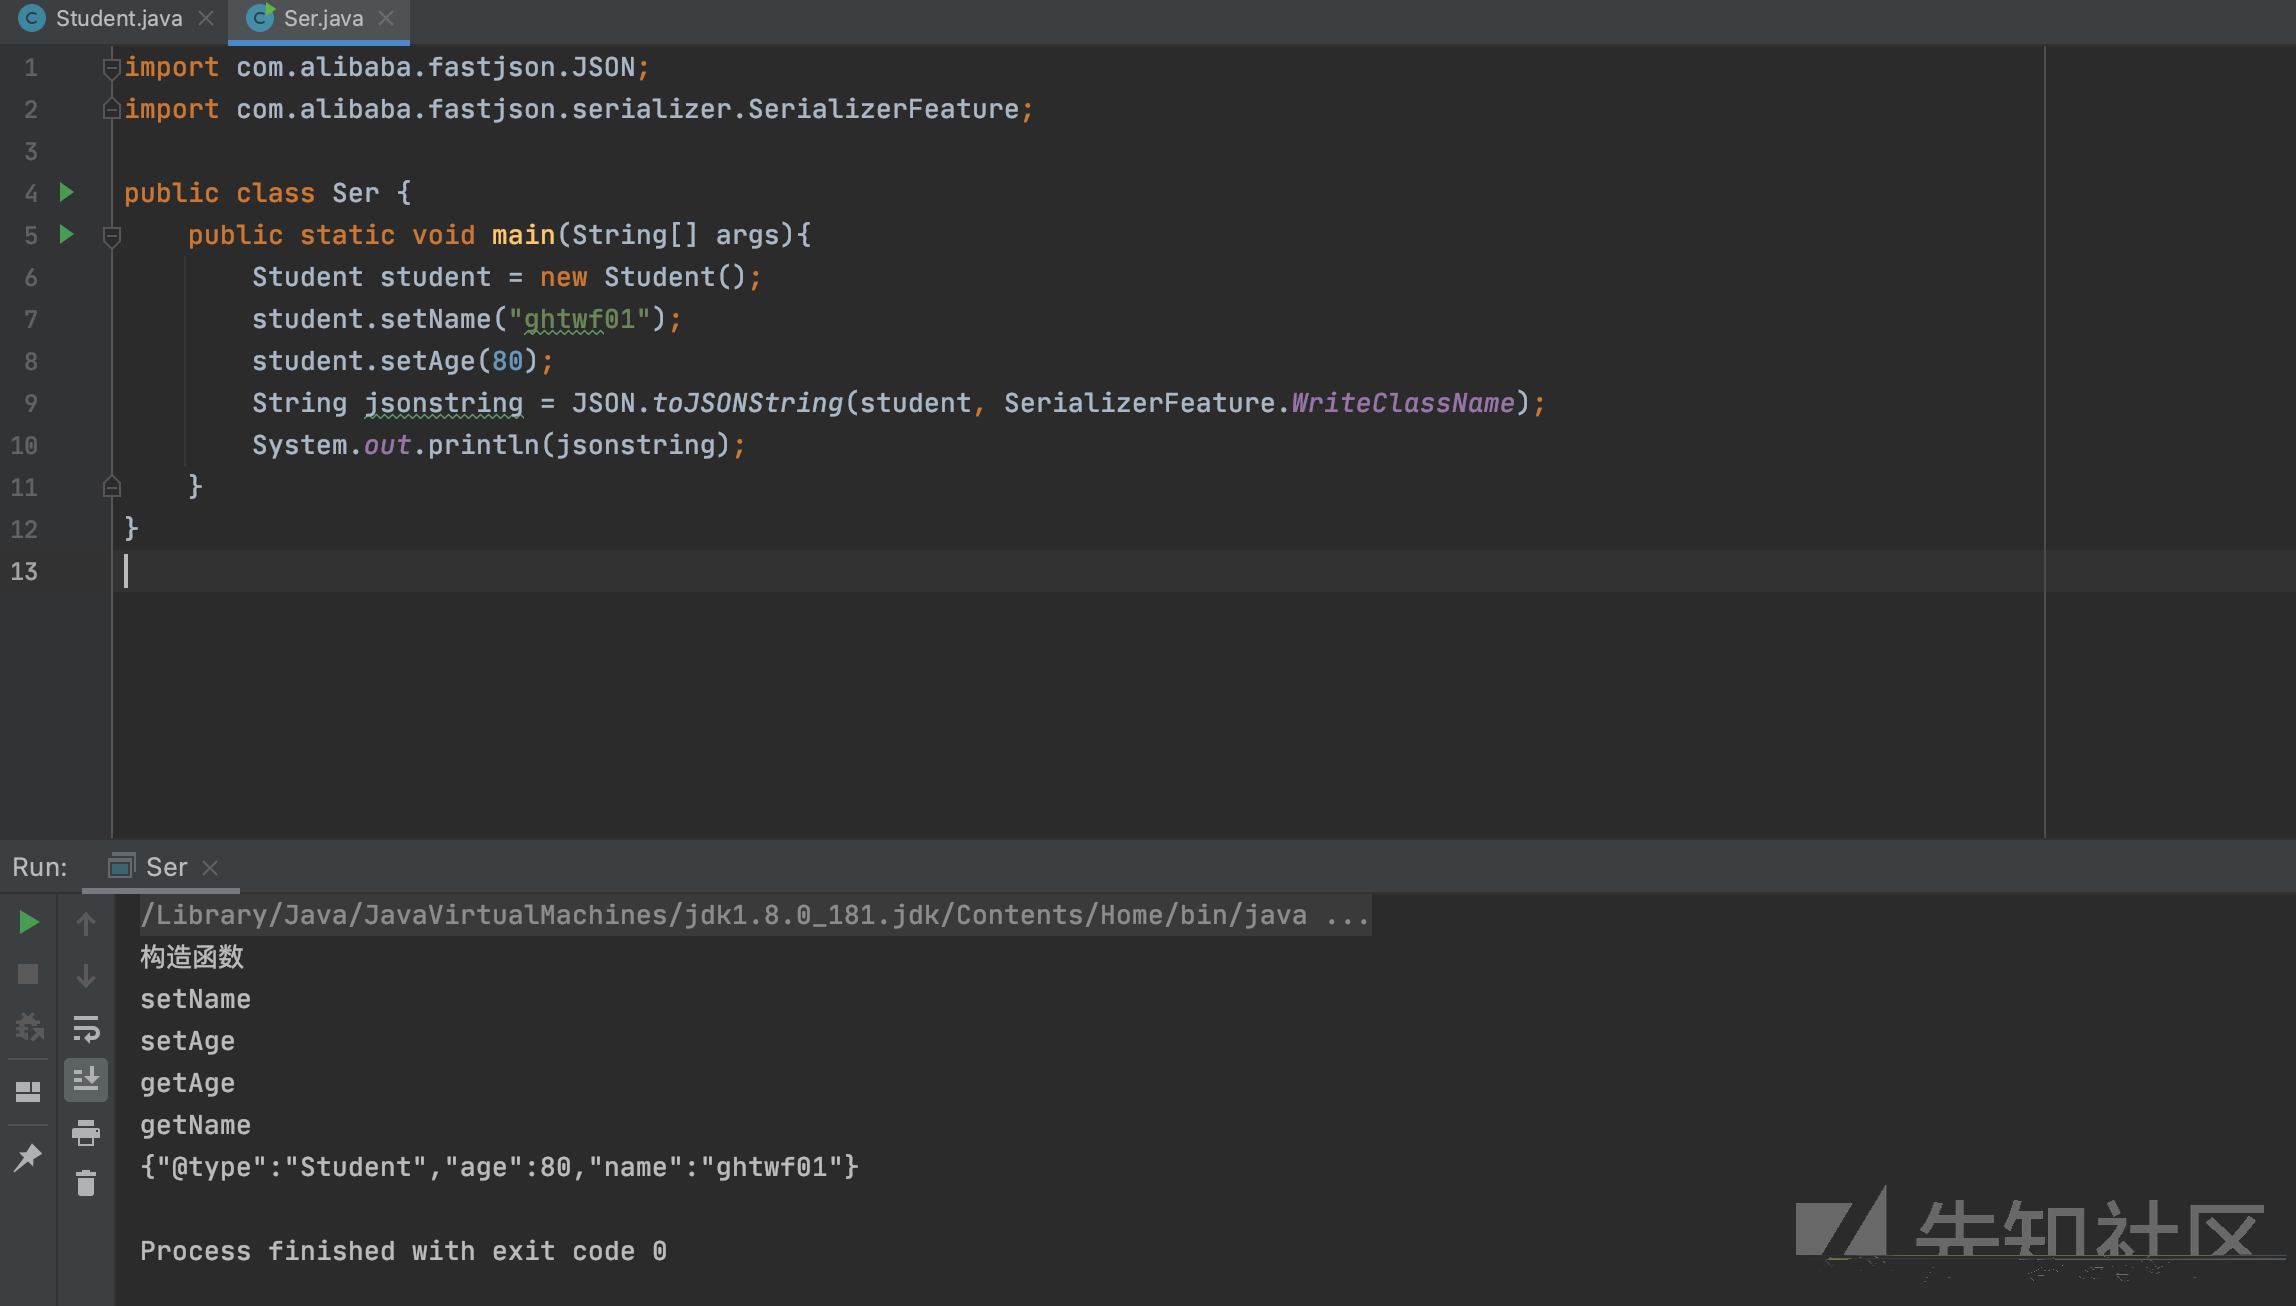 Student.java
Ser.java
1 import com.alibaba.fastjson.JSON;
2 import com.alibaba.fastjson.serializer.SerializerFeature;
3
4 public class Ser {
5 public static void main(String[] args){
6 Student student = new Student();
7 student.setName("ghtwf01");
8 student.setAge(80);
9 String jsonstring = JSON.toJSONString(student, SerializerFeature.WriteClassName);
10 System.out.println(jsonstring);
11 }
12 }
13
Run: Ser
/Library/Java/JavaVirtualMachines/jdk1.8.0_181.jdk/Contents/Home/bin/java ...
构造函数
setName
setAge
getAge
getName
{"@type":"Student","age":80,"name":"ghtwf01"}
Process finished with exit code 0
先知社区